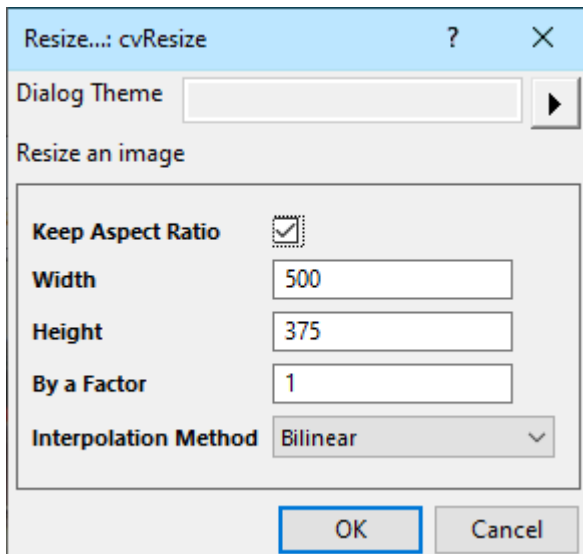 Resize...: cvResize ? ×
Dialog Theme
Resize an image
Keep Aspect Ratio
Width 500
Height 375
By a Factor 1
Interpolation Method Bilinear
OK Cancel